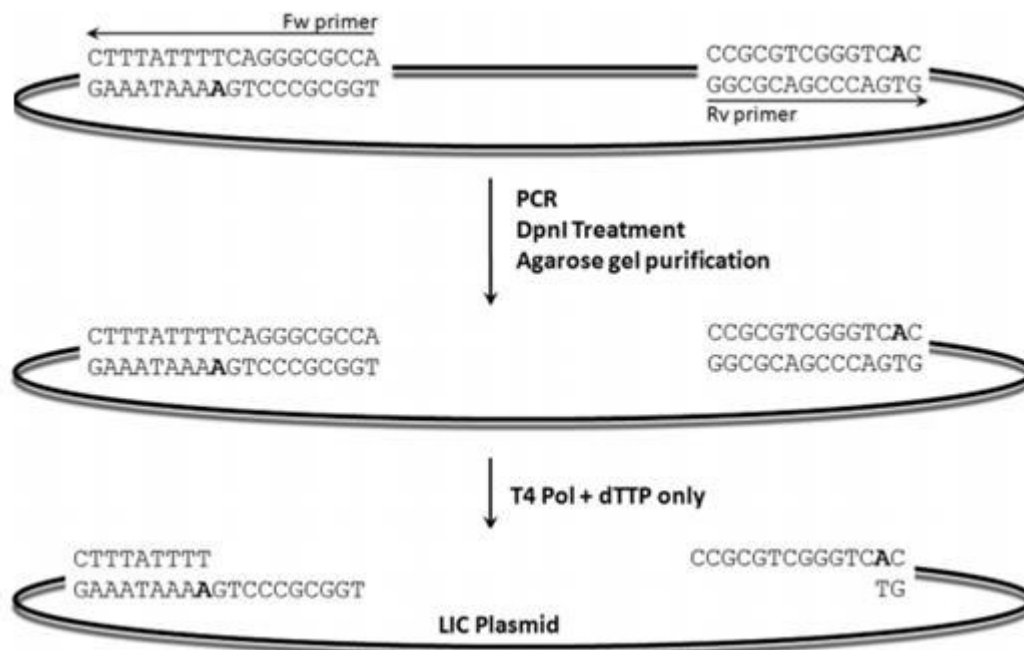 Fw primer
CTTTATTTTCAGGGCGCCA
GAAATAAAAGTCCCGCGGT
CCGCGTCGGGTCAC
GGCGCAGCCCAGTG
Rv primer
PCR
DpnI Treatment
Agarose gel purification
CTTTATTTTCAGGGCGCCA
GAAATAAAAGTCCCGCGGT
CCGCGTCGGGTCAC
GGCGCAGCCCAGTG
T4 Pol + dTTP only
CTTTATTTT
GAAATAAAAGTCCCGCGGT
CCGCGTCGGGTCAC
TG
LIC Plasmid